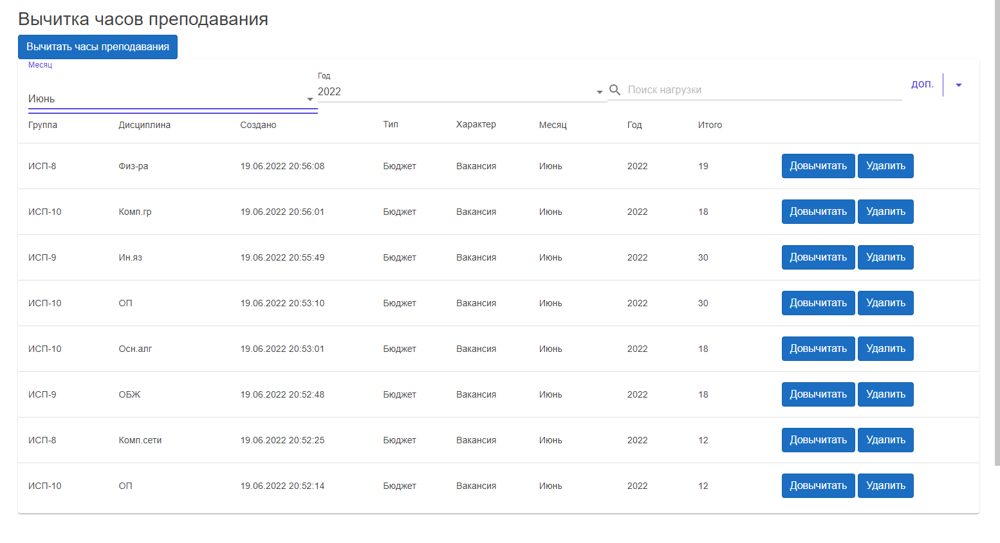 Вычитка часов преподавания
Вычитать часы преподавания
Месяц
Июнь
Год
2022
Поиск нагрузки
доп.
Группа Дисциплина Создано Тип Характер Месяц Год Итого
ИСП-8 Физ-ра 19.06.2022 20:56:08 Бюджет Вакансия Июнь 2022 19 Довычитать Удалить
ИСП-10 Комп.гр 19.06.2022 20:56:01 Бюджет Вакансия Июнь 2022 18 Довычитать Удалить
ИСП-9 Ин.яз 19.06.2022 20:55:49 Бюджет Вакансия Июнь 2022 30 Довычитать Удалить
ИСП-10 ОП 19.06.2022 20:53:10 Бюджет Вакансия Июнь 2022 30 Довычитать Удалить
ИСП-10 Осн.алг 19.06.2022 20:53:01 Бюджет Вакансия Июнь 2022 18 Довычитать Удалить
ИСП-9 ОБЖ 19.06.2022 20:52:48 Бюджет Вакансия Июнь 2022 18 Довычитать Удалить
ИСП-8 Комп.сети 19.06.2022 20:52:25 Бюджет Вакансия Июнь 2022 12 Довычитать Удалить
ИСП-10 ОП 19.06.2022 20:52:14 Бюджет Вакансия Июнь 2022 12 Довычитать Удалить